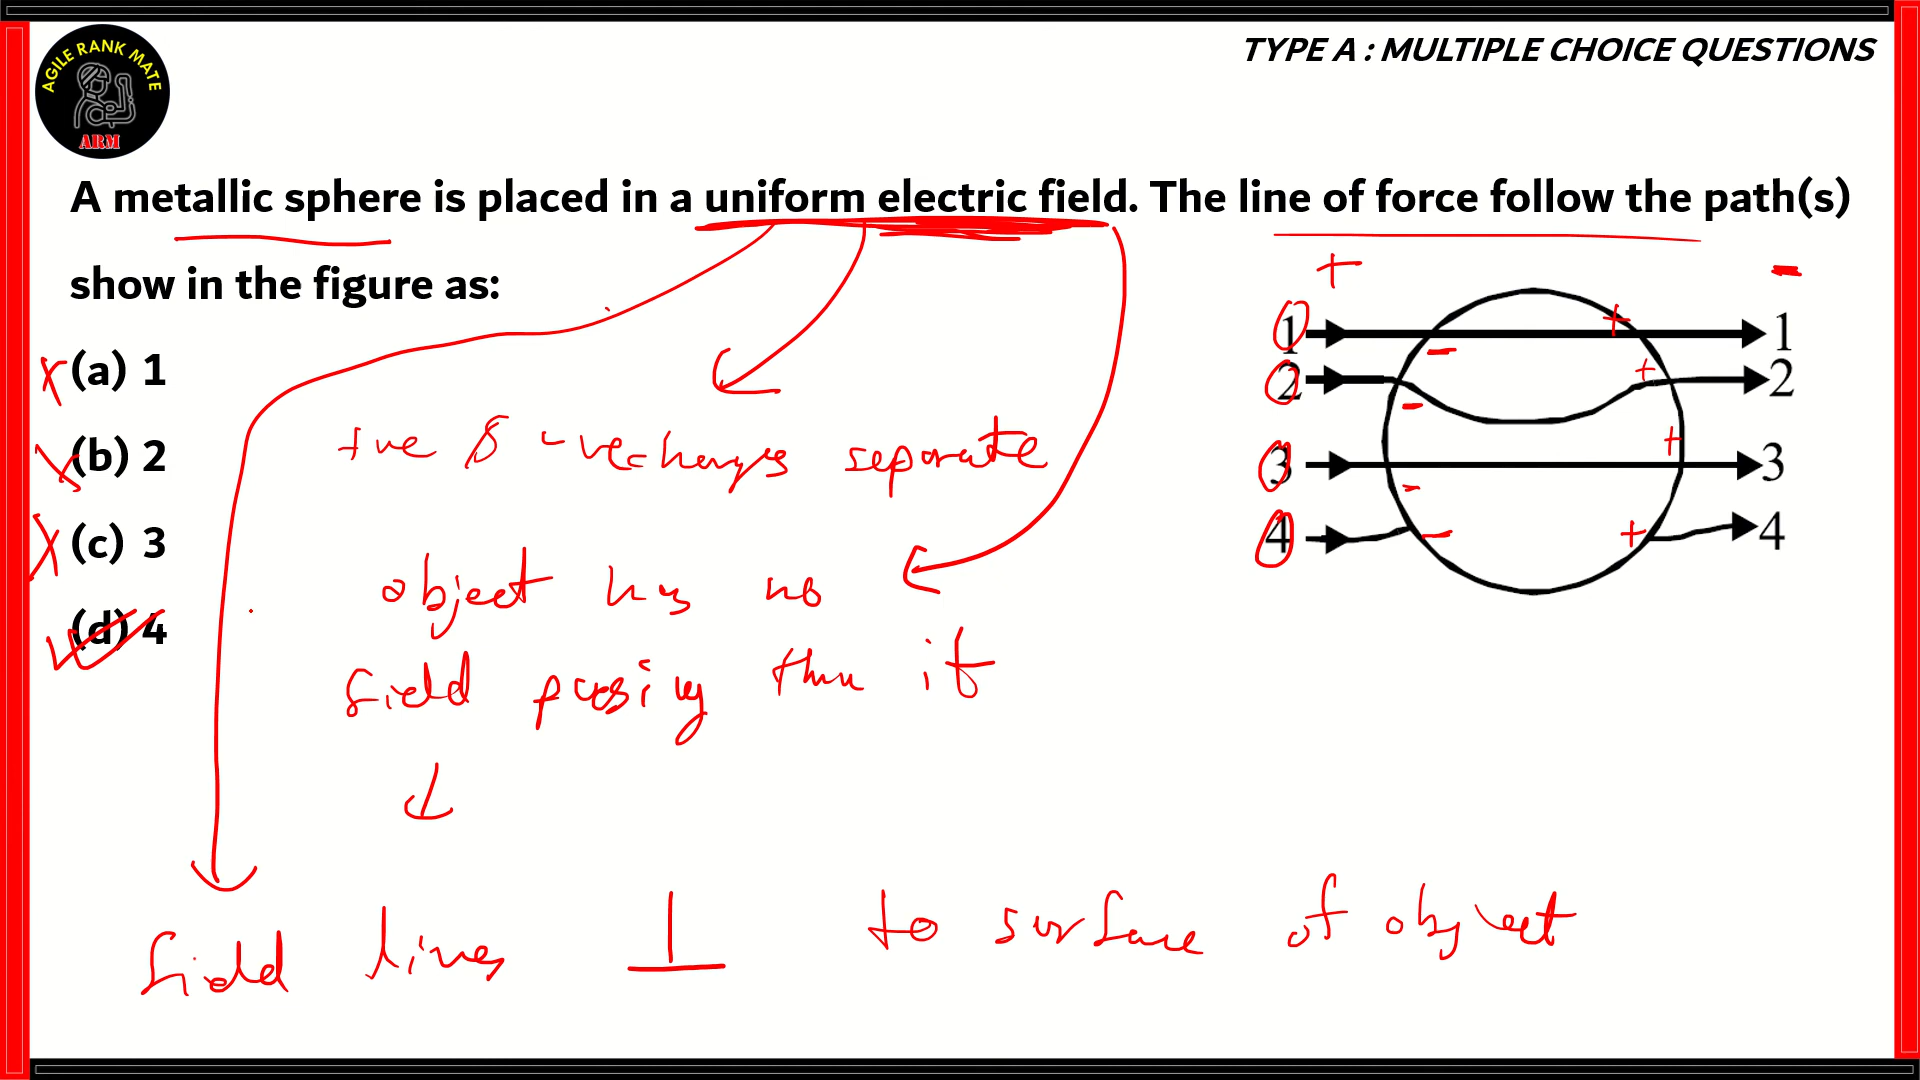 AGILE RANK MATE
ARM
TYPE A : MULTIPLE CHOICE QUESTIONS
A metallic sphere is placed in a uniform electric field. The line of force follow the path(s)
show in the figure as:
+ -
1 + 1
-
2 + 2
-
3 + 3
-
4 - + 4
(a) 1
(b) 2
(c) 3
(d) 4
+ve & -ve charges separate
object has no
field passing thru it
field lines ⊥ to surface of object